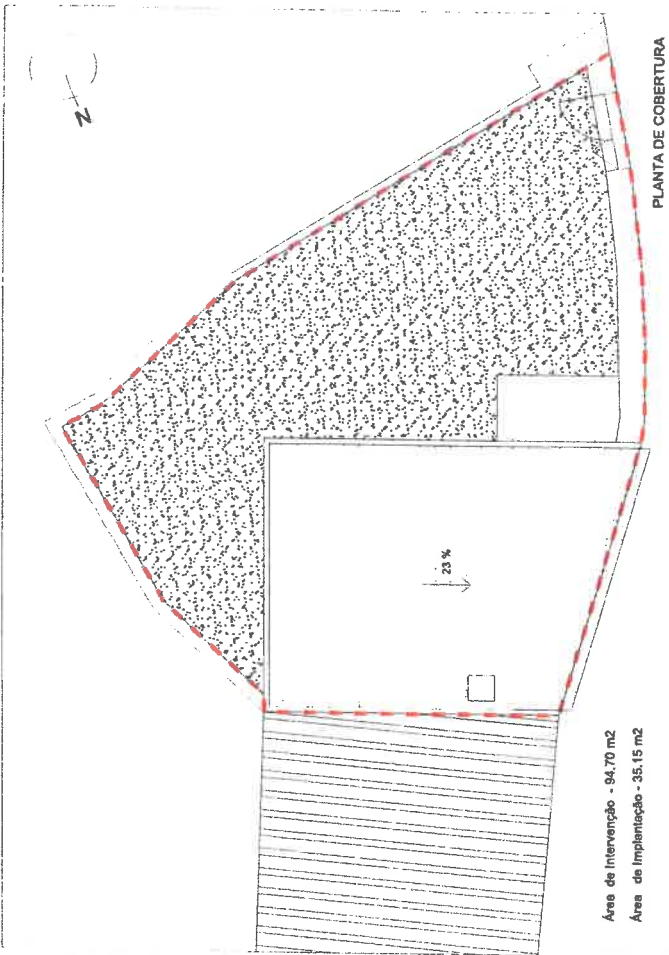 N
23 %
PLANTA DE COBERTURA
Área de Intervenção - 94.70 m2
Área de Implantação - 35.15 m2